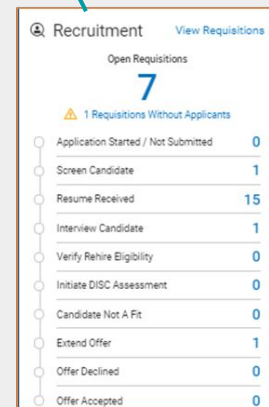 Recruitment View Requisitions
Open Requisitions
7
1 Requisitions Without Applicants
Application Started / Not Submitted 0
Screen Candidate 1
Resume Received 15
Interview Candidate 1
Verify Rehire Eligibility 0
Initiate DISC Assessment 0
Candidate Not A Fit 0
Extend Offer 1
Offer Declined 0
Offer Accepted 0